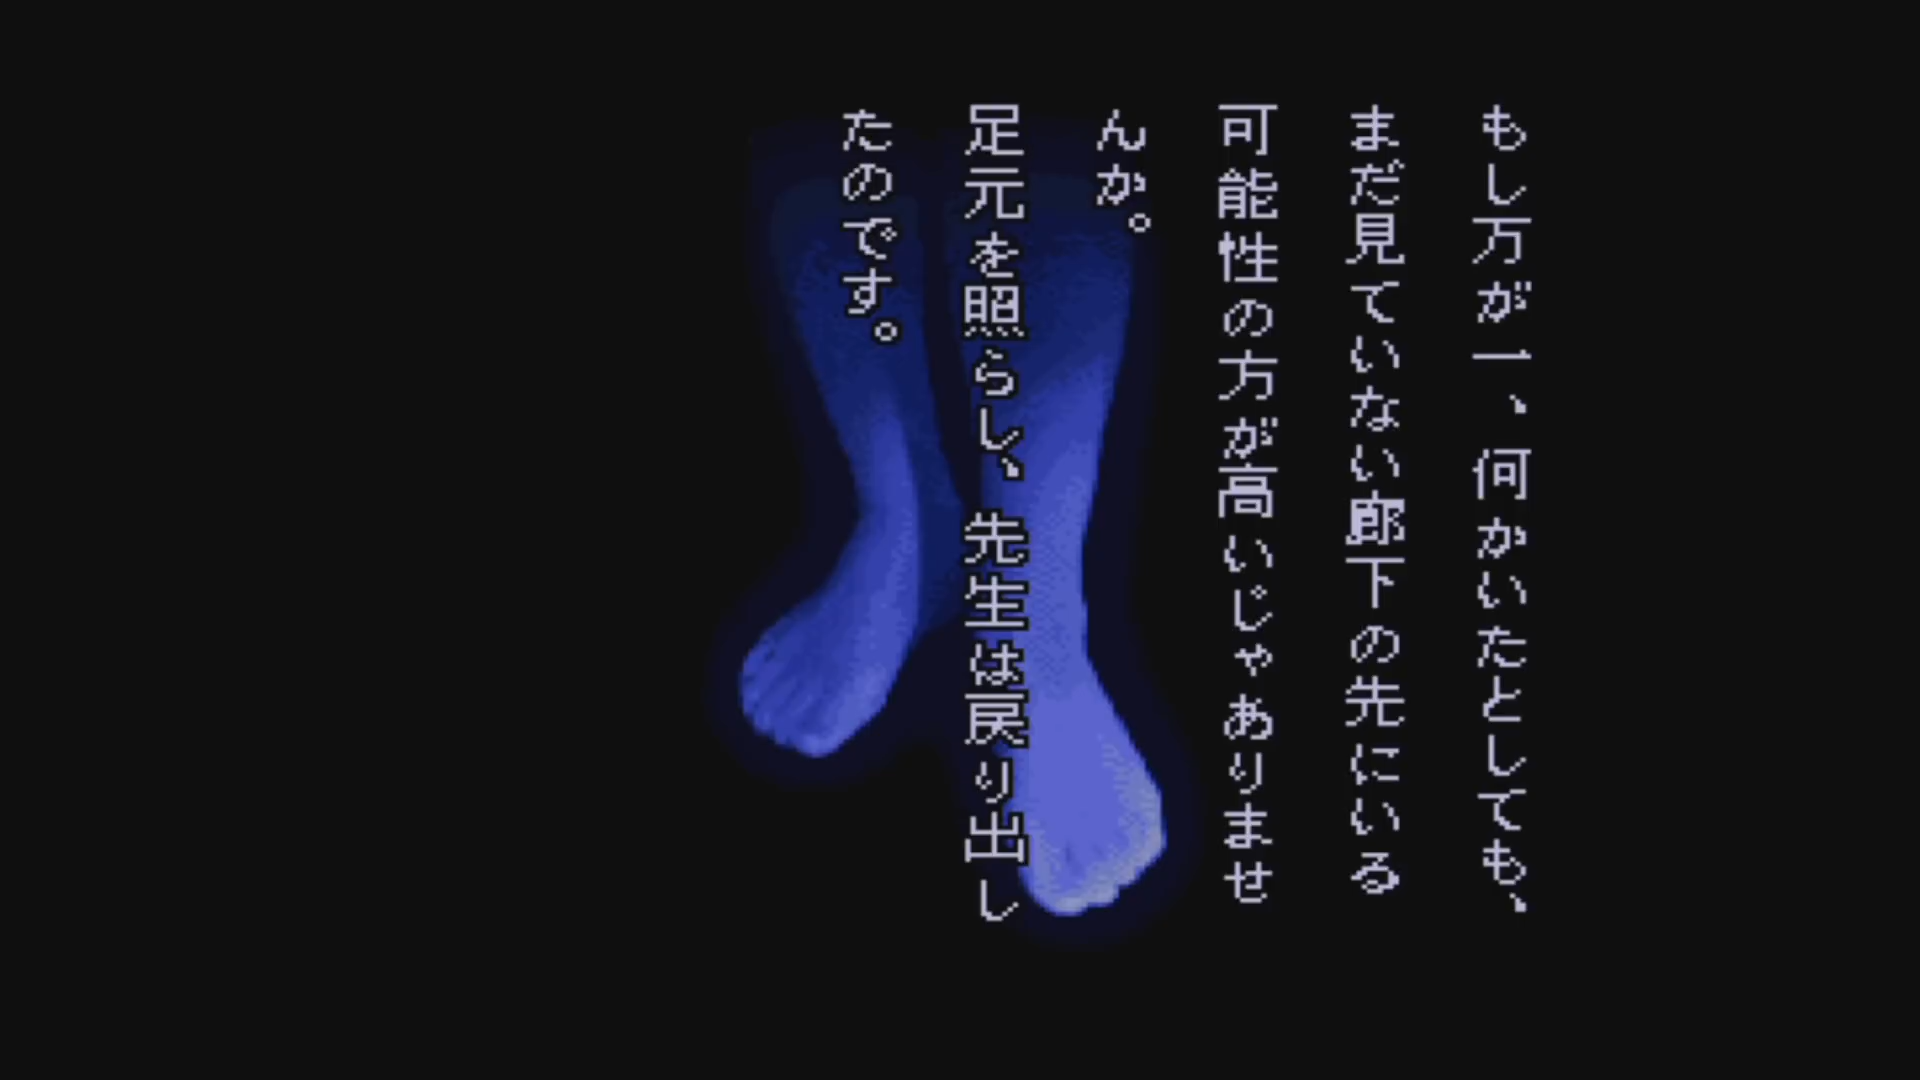 もし万が一、何かいたとしても、
まだ見ていない廊下の先にいる
可能性の方が高いじゃありませ
んか。
足元を照らし、先生は戻り出し
たのです。